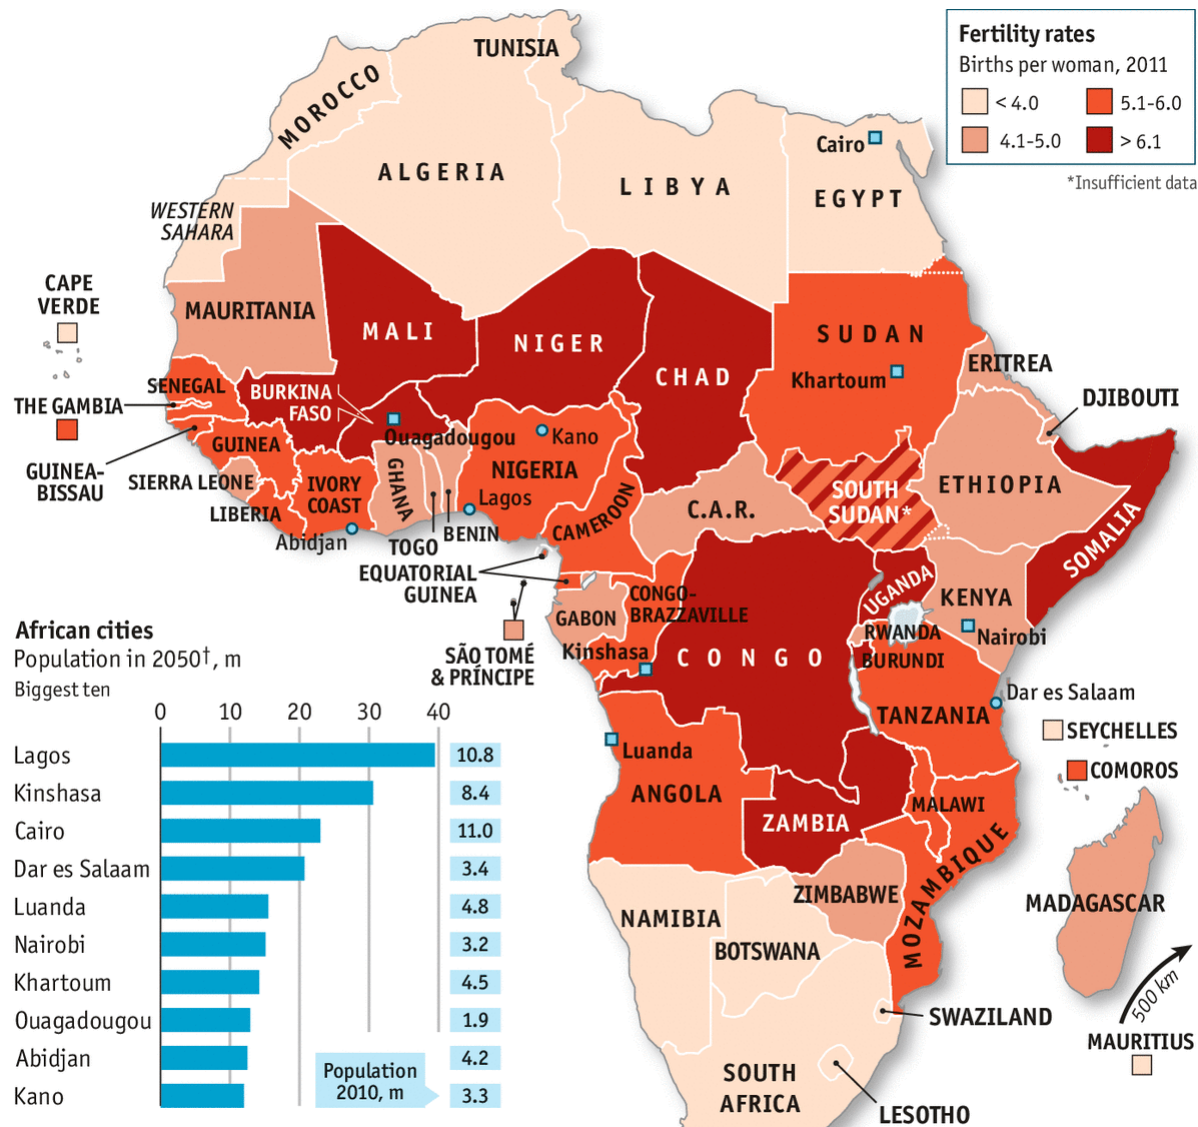 Fertility rates
Births per woman, 2011
< 4.0
5.1-6.0
4.1-5.0
> 6.1
*Insufficient data
TUNISIA
MOROCCO
ALGERIA
LIBYA
Cairo
EGYPT
WESTERN
SAHARA
CAPE
VERDE
MAURITANIA
MALI
NIGER
CHAD
SUDAN
Khartoum
ERITREA
DJIBOUTI
SENEGAL
THE GAMBIA
BURKINA
FASO
Ouagadougou
Kano
GUINEA-
BISSAU
GUINEA
SIERRA LEONE
LIBERIA
IVORY
COAST
Abidjan
GHANA
TOGO
BENIN
NIGERIA
Lagos
CAMEROON
C.A.R.
SOUTH
SUDAN*
ETHIOPIA
SOMALIA
EQUATORIAL
GUINEA
GABON
CONGO-
BRAZZAVILLE
Kinshasa
CONGO
UGANDA
KENYA
Nairobi
RWANDA
BURUNDI
SÃO TOMÉ
& PRÍNCIPE
TANZANIA
Dar es Salaam
SEYCHELLES
COMOROS
Luanda
ANGOLA
ZAMBIA
MALAWI
MOZAMBIQUE
ZIMBABWE
MADAGASCAR
NAMIBIA
BOTSWANA
SWAZILAND
500 km
MAURITIUS
SOUTH
AFRICA
LESOTHO
African cities
Population in 2050†, m
Biggest ten
0 10 20 30 40
Lagos 10.8
Kinshasa 8.4
Cairo 11.0
Dar es Salaam 3.4
Luanda 4.8
Nairobi 3.2
Khartoum 4.5
Ouagadougou 1.9
Abidjan 4.2
Kano 3.3
Population
2010, m